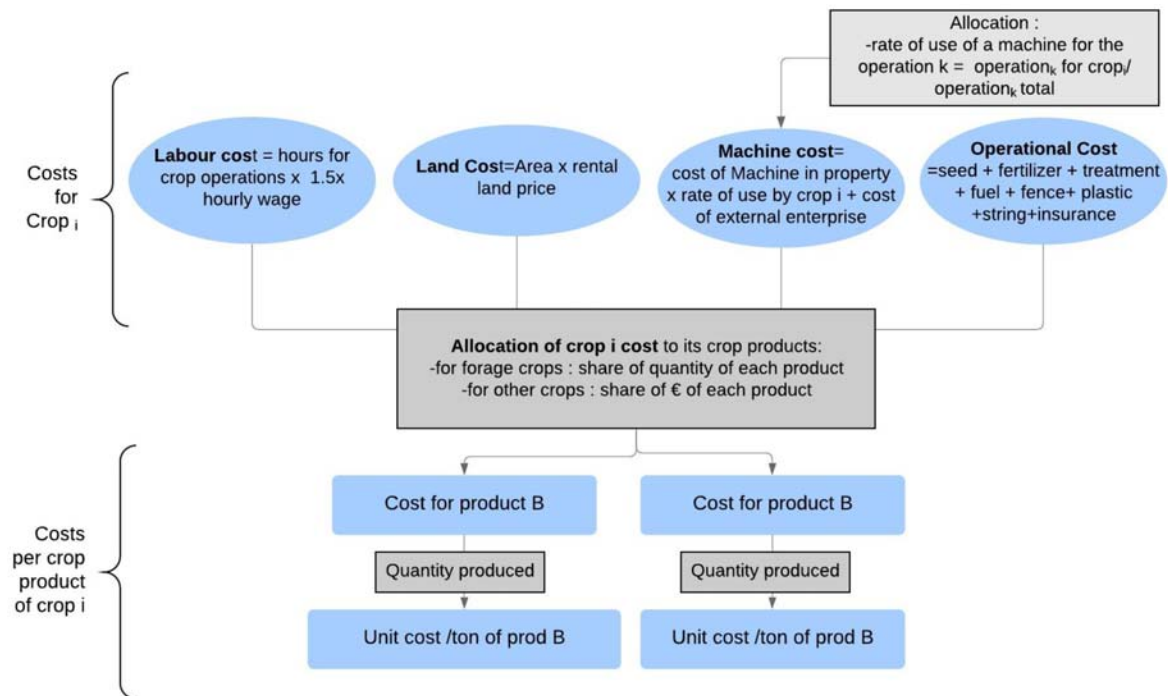 Allocation :
-rate of use of a machine for the
operation k = operationₖ for cropᵢ/
operationₖ total
Costs
for
Crop ᵢ
Labour cost = hours for
crop operations x 1.5x
hourly wage
Land Cost=Area x rental
land price
Machine cost=
cost of Machine in property
x rate of use by crop i + cost
of external enterprise
Operational Cost
=seed + fertilizer + treatment
+ fuel + fence+ plastic
+string+insurance
Allocation of crop i cost to its crop products:
-for forage crops : share of quantity of each product
-for other crops : share of € of each product
Costs
per crop
product
of crop i
Cost for product B
Cost for product B
Quantity produced
Quantity produced
Unit cost /ton of prod B
Unit cost /ton of prod B